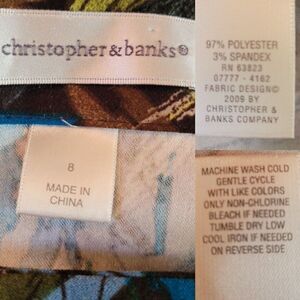 christopher & banks®
97% POLYESTER
3% SPANDEX
RN 63823
07777 - 4162
FABRIC DESIGN©
2009 BY
CHRISTOPHER &
BANKS COMPANY
8
MADE IN
CHINA
MACHINE WASH COLD
GENTLE CYCLE
WITH LIKE COLORS
ONLY NON-CHLORINE
BLEACH IF NEEDED
TUMBLE DRY LOW
COOL IRON IF NEEDED
ON REVERSE SIDE